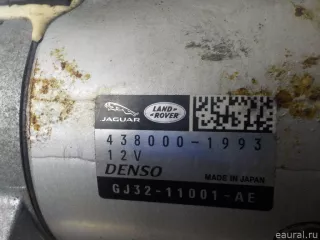 JAGUAR
LAND-
ROVER
438000-1993
12V
DENSO
MADE IN JAPAN
GJ32-11001-AE
eaural.ru